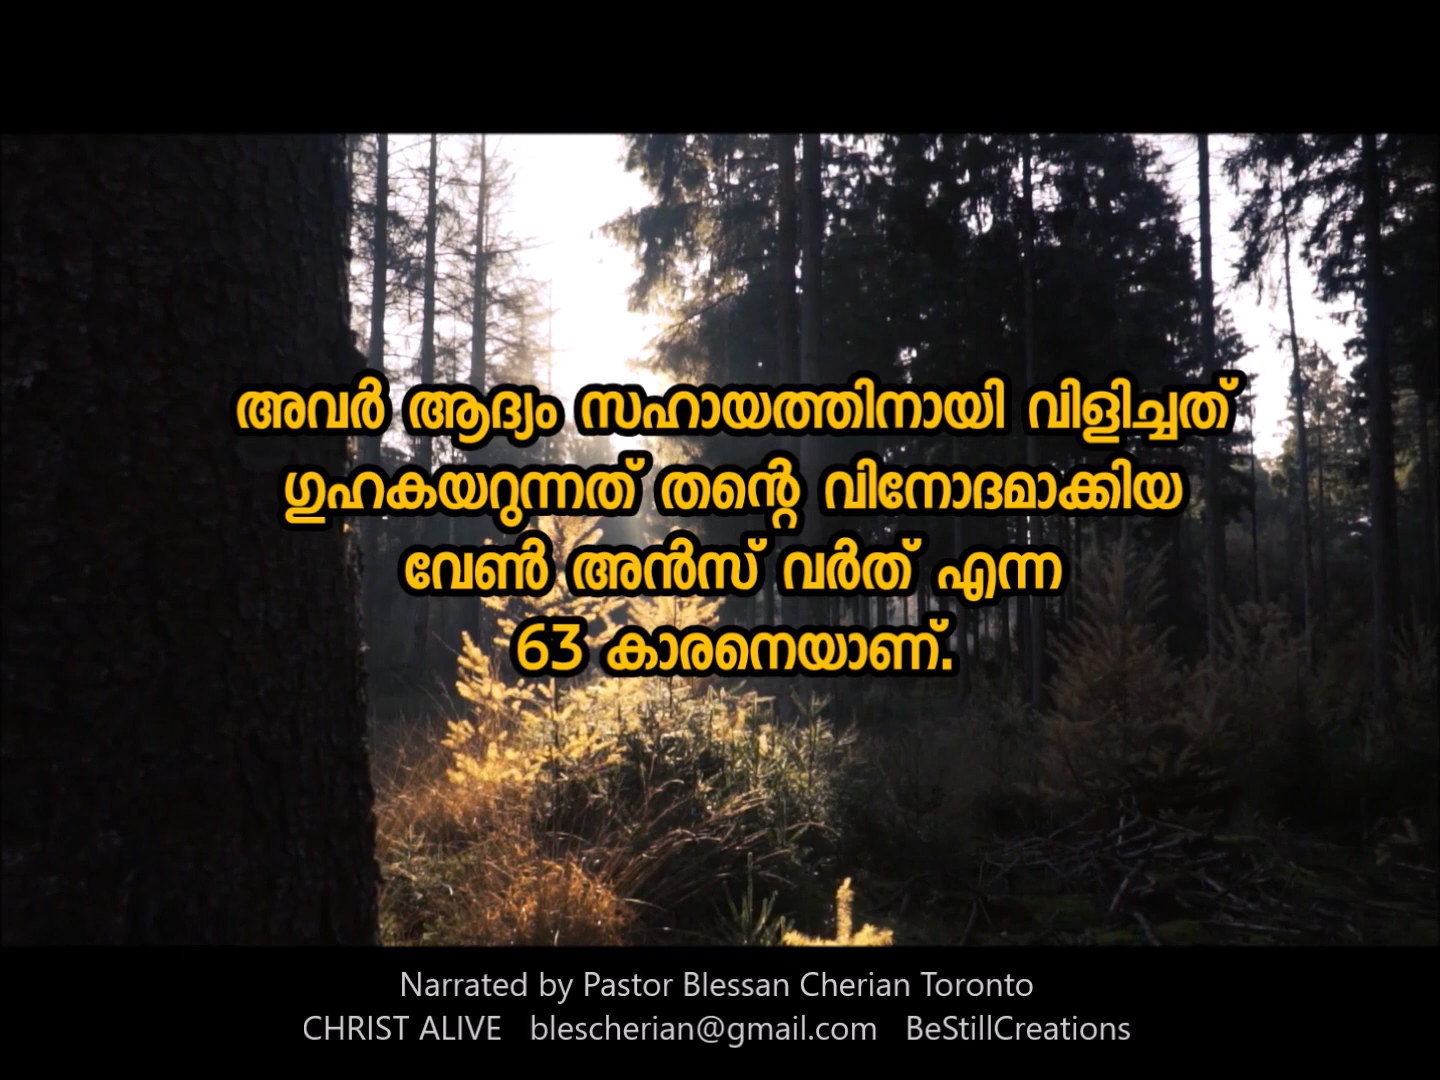 അവർ ആദ്യം സഹായത്തിനായി വിളിച്ചത്
ഗുഹകയറുന്നത് തന്റെ വിനോദമാക്കിയ
വേൺ അൻസ് വർത് എന്ന
63 കാരനെയാണ്.
Narrated by Pastor Blessan Cherian Toronto
CHRIST ALIVE blescherian@gmail.com BeStillCreations